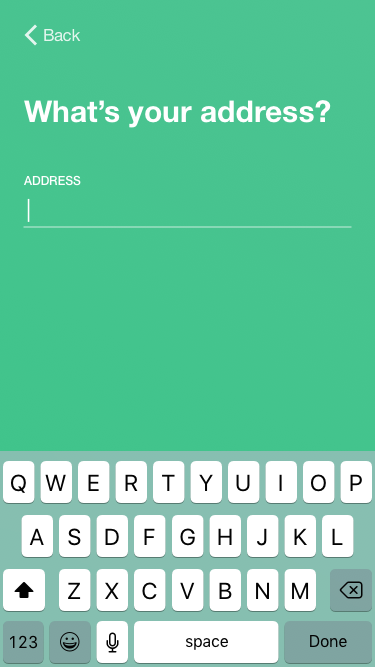 Back
What's your address?
ADDRESS
Q W E R T Y U I O P
A S D F G H J K L
Z X C V B N M
123 space Done